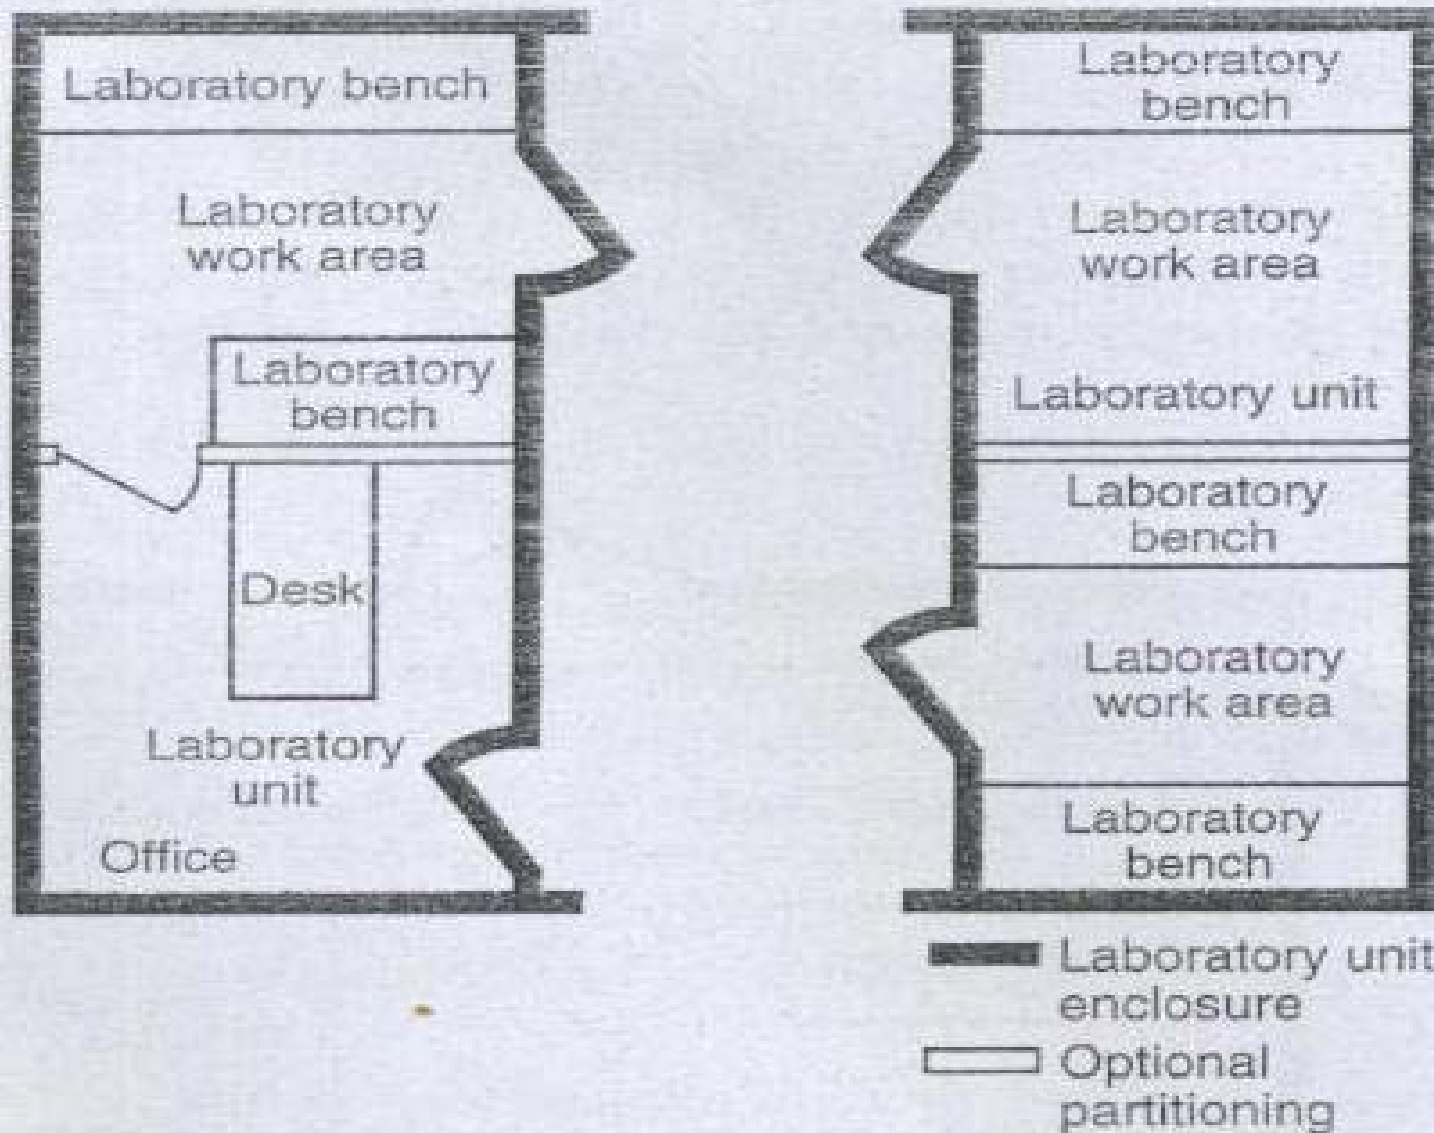 Laboratory bench
Laboratory
work area
Laboratory
bench
Desk
Laboratory
unit
Office
Laboratory
bench
Laboratory
work area
Laboratory unit
Laboratory
bench
Laboratory
work area
Laboratory
bench
Laboratory unit
enclosure
Optional
partitioning